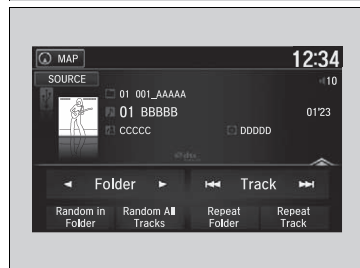 MAP 12:34
SOURCE 10
01 001_AAAAA
01 BBBBB 01'23
CCCCC DDDDD
Folder Track
Random in Folder Random All Tracks Repeat Folder Repeat Track